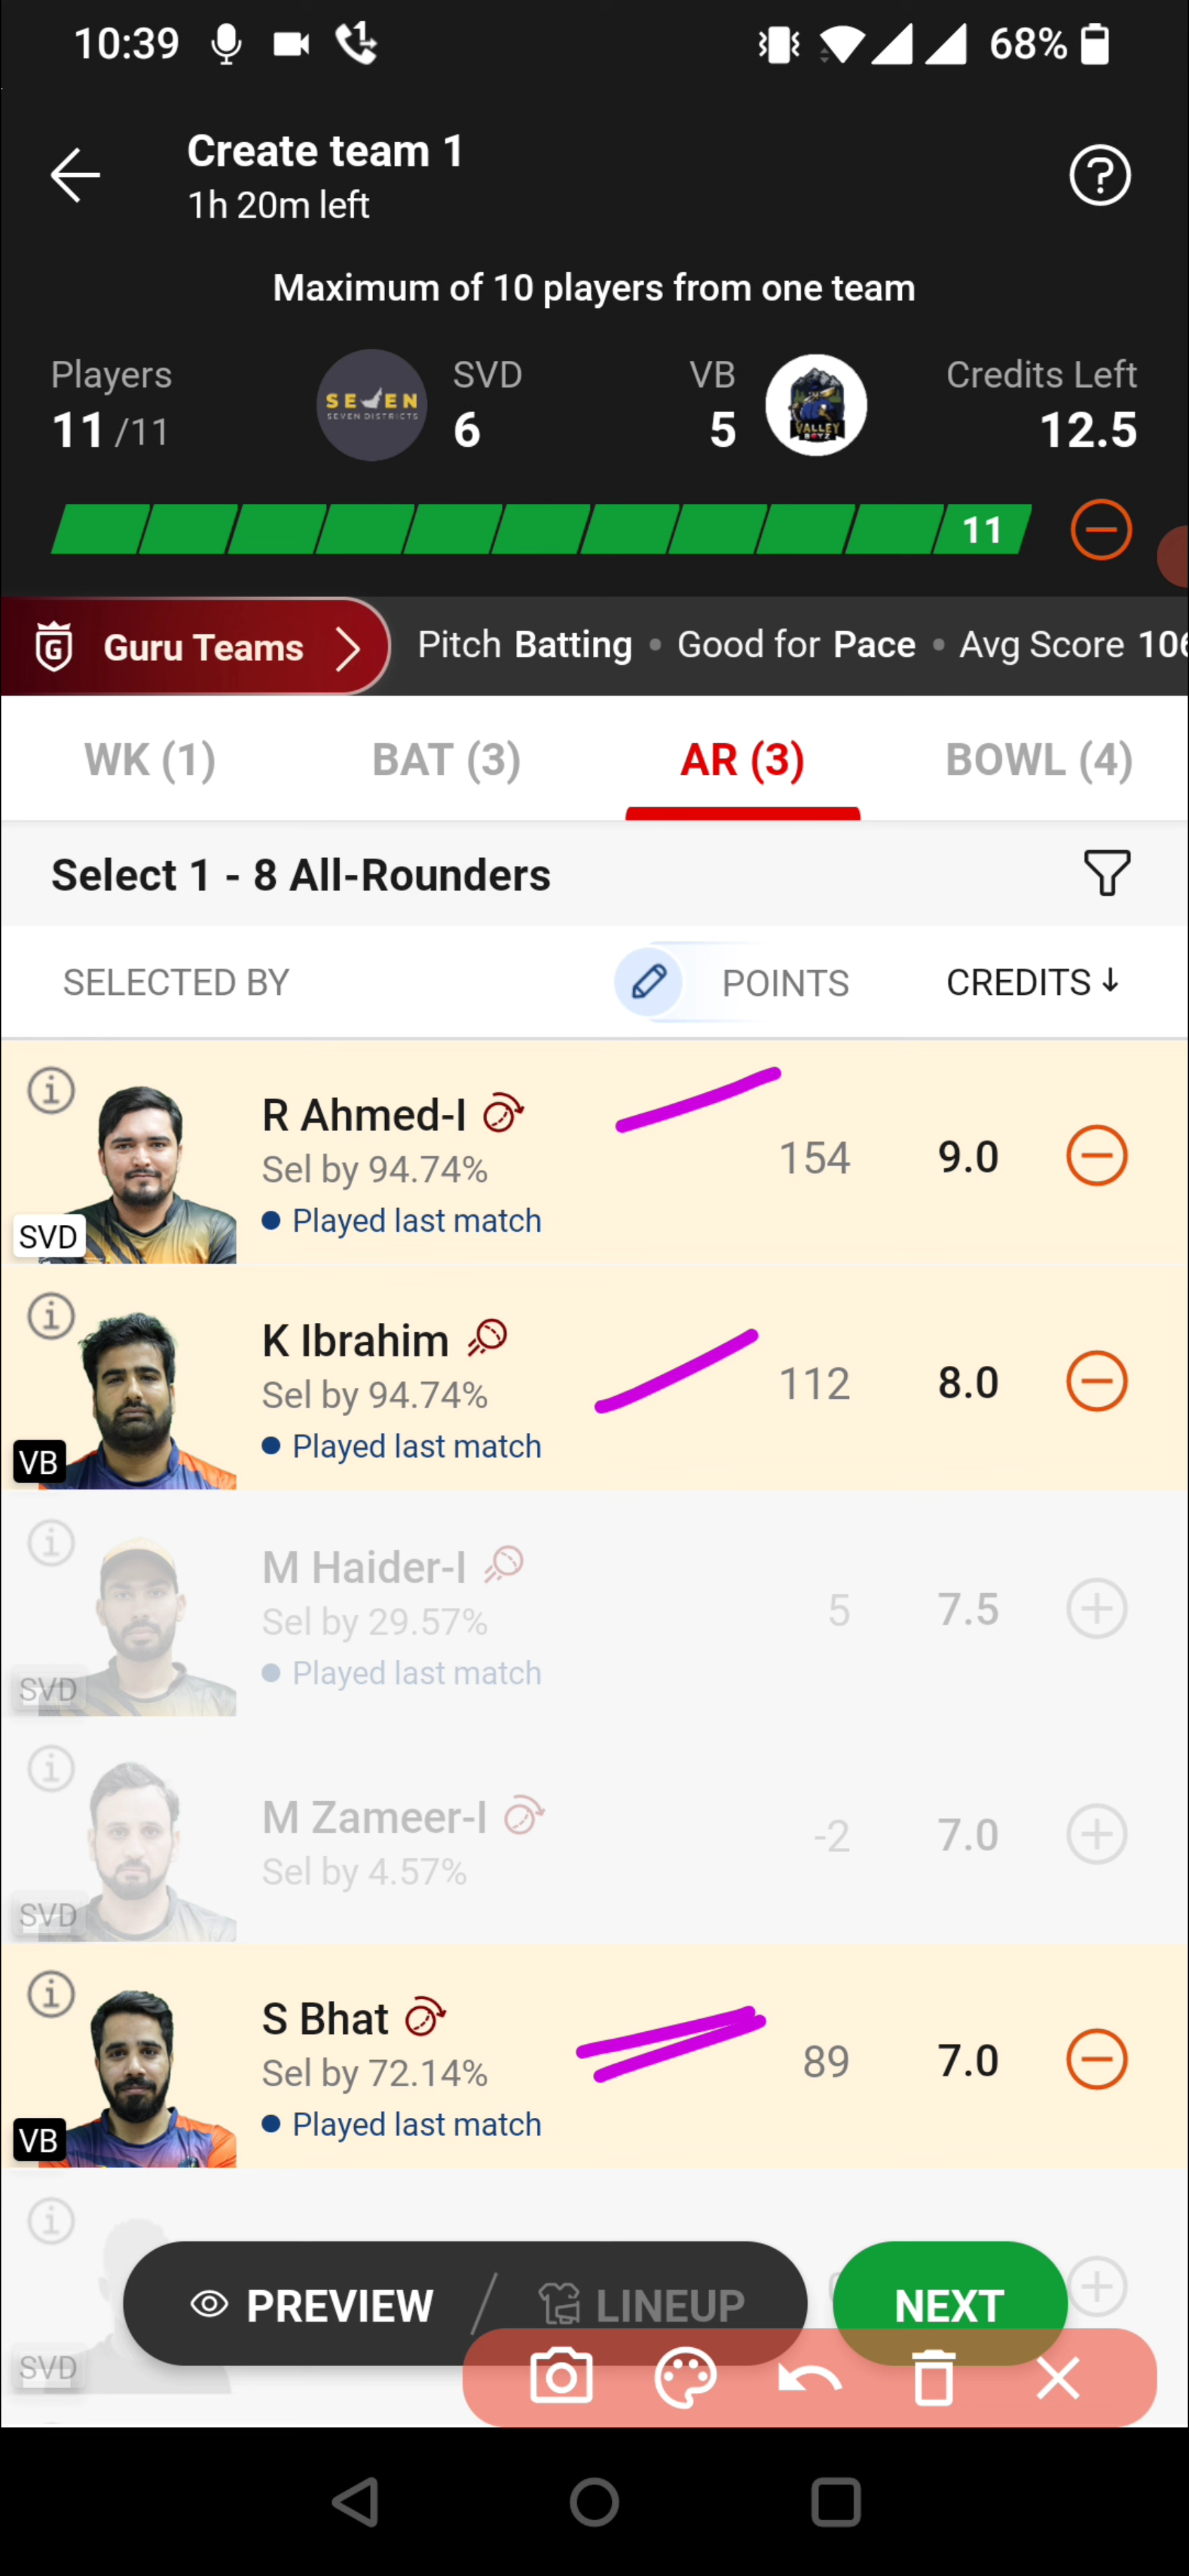 10:39
1
68%
Create team 1
1h 20m left
Maximum of 10 players from one team
Players
11/11
SEVEN
SEVEN DISTRICTS
SVD
6
VB
5
VALLEY
BOYZ
Credits Left
12.5
11
G
Guru Teams
Pitch Batting • Good for Pace • Avg Score 106
WK (1)
BAT (3)
AR (3)
BOWL (4)
Select 1 - 8 All-Rounders
SELECTED BY
POINTS
CREDITS ↓
R Ahmed-I
Sel by 94.74%
154
9.0
• Played last match
SVD
K Ibrahim
Sel by 94.74%
112
8.0
• Played last match
VB
M Haider-I
Sel by 29.57%
5
7.5
• Played last match
SVD
M Zameer-I
Sel by 4.57%
-2
7.0
SVD
S Bhat
Sel by 72.14%
89
7.0
• Played last match
VB
PREVIEW
LINEUP
NEXT
SVD